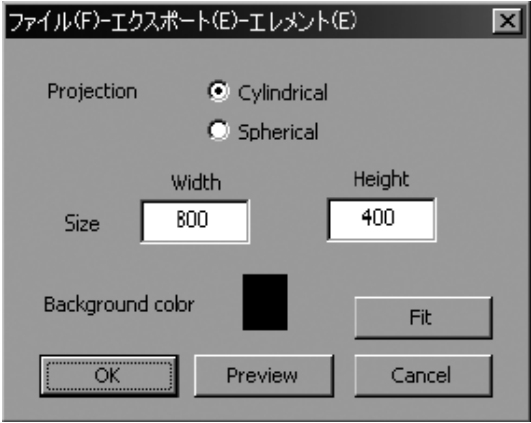 ファイル(F)-エクスポート(E)-エレメント(E)
Projection
Cylindrical
Spherical
Width Height
Size 800 400
Background color
Fit
OK Preview Cancel